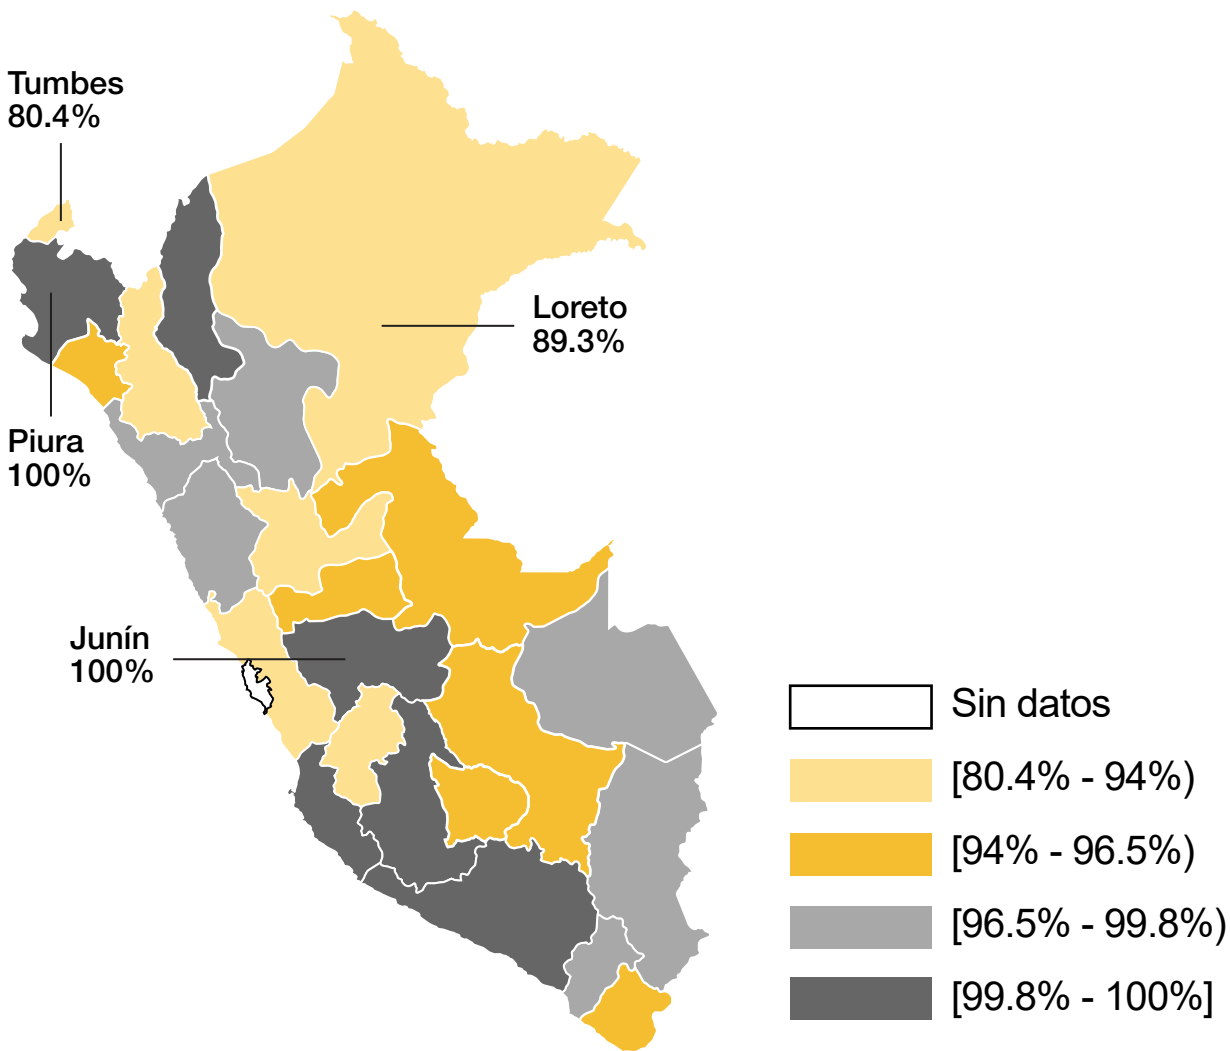 Tumbes
80.4%
Loreto
89.3%
Piura
100%
Junín
100%
Sin datos
[80.4% - 94%)
[94% - 96.5%)
[96.5% - 99.8%)
[99.8% - 100%]